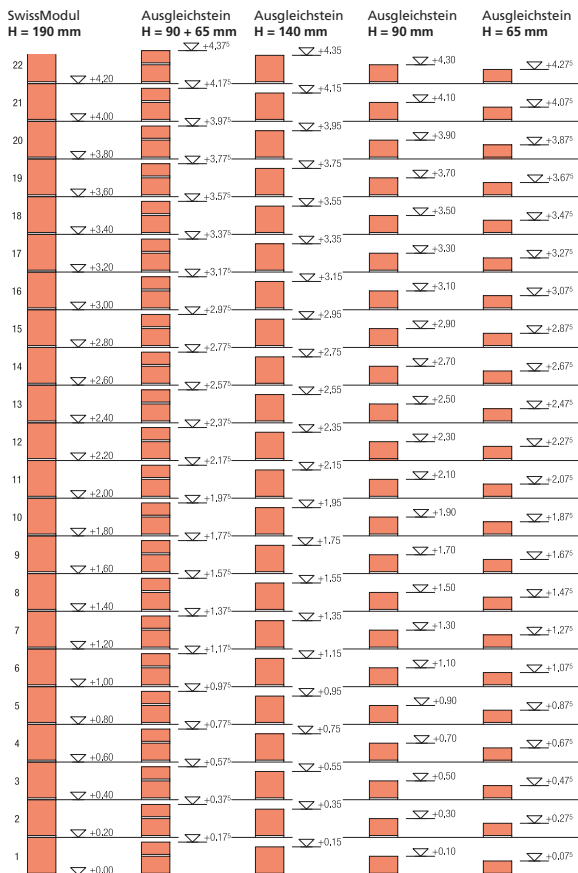 SwissModul Ausgleichstein Ausgleichstein Ausgleichstein Ausgleichstein
H = 190 mm H = 90 + 65 mm H = 140 mm H = 90 mm H = 65 mm
+4,37⁵ +4.35 +4,30 +4,27⁵
22 +4,20 +4.17⁵ +4.15 +4.10 +4,07⁵
21 +4,00 +3,97⁵ +3,95 +3,90 +3,87⁵
20 +3,80 +3,77⁵ +3,75 +3,70 +3,67⁵
19 +3,60 +3,57⁵ +3,55 +3,50 +3,47⁵
18 +3,40 +3,37⁵ +3,35 +3,30 +3,27⁵
17 +3,20 +3,17⁵ +3,15 +3,10 +3,07⁵
16 +3,00 +2,97⁵ +2,95 +2,90 +2,87⁵
15 +2,80 +2,77⁵ +2,75 +2,70 +2,67⁵
14 +2,60 +2,57⁵ +2,55 +2,50 +2,47⁵
13 +2,40 +2,37⁵ +2,35 +2,30 +2,27⁵
12 +2,20 +2,17⁵ +2,15 +2,10 +2,07⁵
11 +2,00 +1,97⁵ +1,95 +1,90 +1,87⁵
10 +1,80 +1,77⁵ +1,75 +1,70 +1,67⁵
9 +1,60 +1,57⁵ +1,55 +1,50 +1,47⁵
8 +1,40 +1,37⁵ +1,35 +1,30 +1,27⁵
7 +1,20 +1,17⁵ +1,15 +1,10 +1,07⁵
6 +1,00 +0,97⁵ +0,95 +0,90 +0,87⁵
5 +0,80 +0,77⁵ +0,75 +0,70 +0,67⁵
4 +0,60 +0,57⁵ +0,55 +0,50 +0,47⁵
3 +0,40 +0,37⁵ +0,35 +0,30 +0,27⁵
2 +0,20 +0,17⁵ +0,15 +0,10 +0,07⁵
1 +0,00